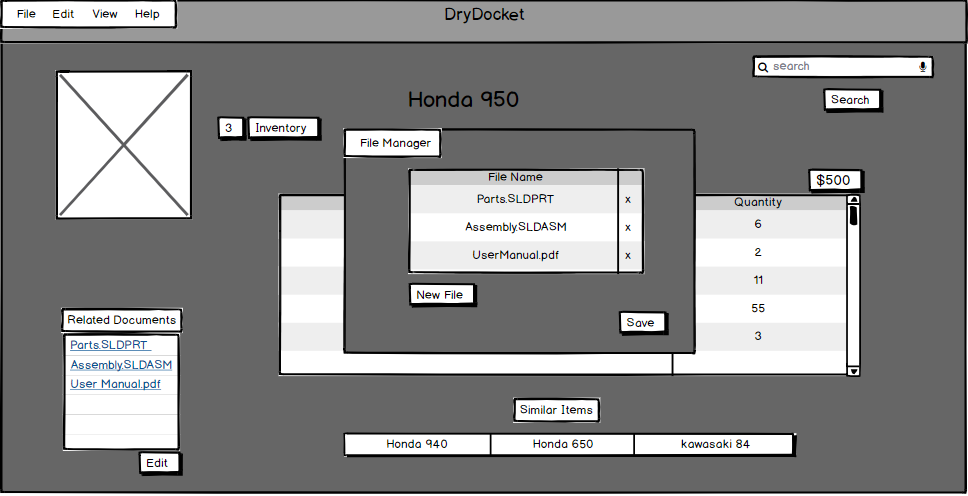 File Edit View Help
DryDocket
search
Search
Honda 950
3 Inventory
File Manager
File Name
Parts.SLDPRT x
Assembly.SLDASM x
UserManual.pdf x
New File
Save
$500
Quantity
6
2
11
55
3
Related Documents
Parts.SLDPRT
Assembly.SLDASM
User Manual.pdf
Edit
Similar Items
Honda 940 Honda 650 kawasaki 84